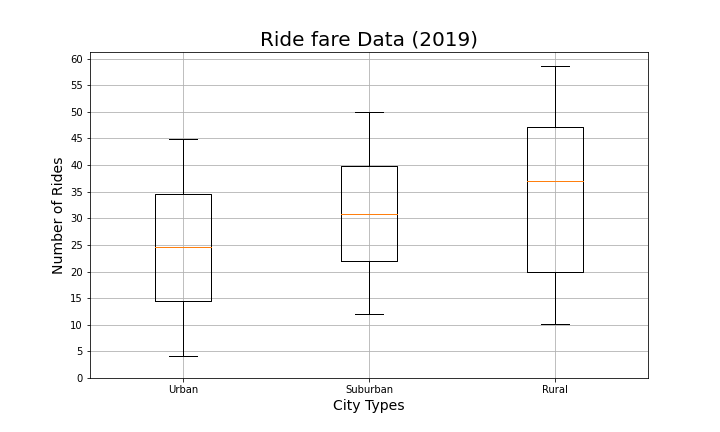 Ride fare Data (2019)
Number of Rides
60
55
50
45
40
35
30
25
20
15
10
5
0
Urban
Suburban
Rural
City Types